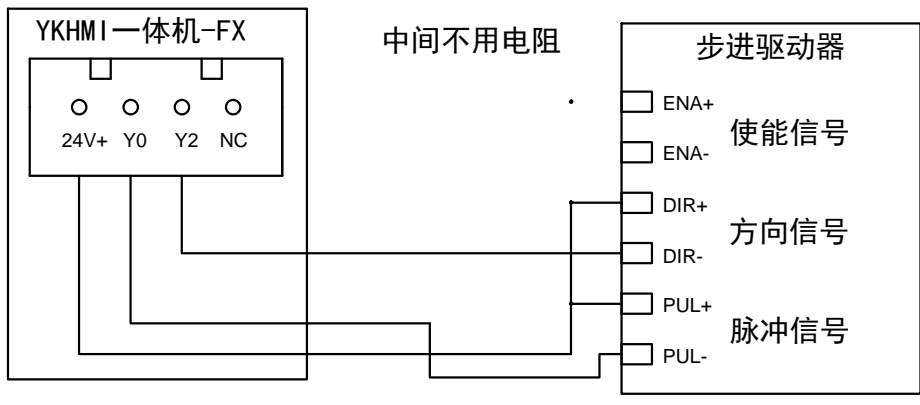 YKHMI一体机-FX
24V+ Y0 Y2 NC
中间不用电阻
步进驱动器
ENA+
使能信号
ENA-
DIR+
方向信号
DIR-
PUL+
脉冲信号
PUL-